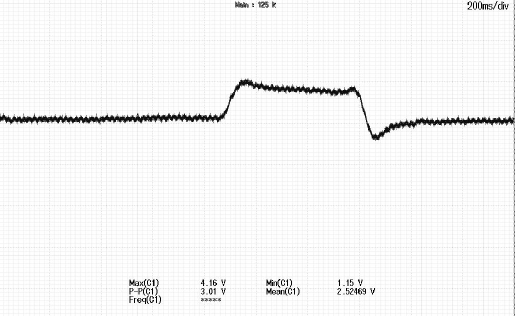 Main : 125 k
200ms/div
Max(C1) 4.16 V Min(C1) 1.15 V
P-P(C1) 3.01 V Mean(C1) 2.52469 V
Freq(C1) *****